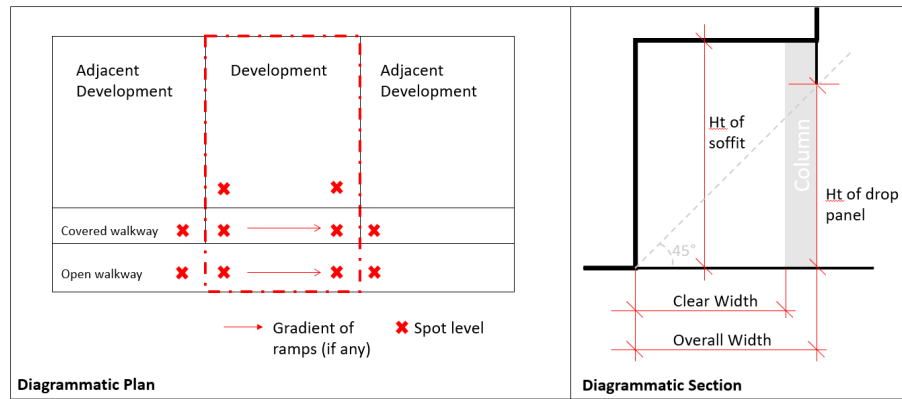 Adjacent
Development
Development
Adjacent
Development
Covered walkway
Open walkway
Gradient of
ramps (if any)
Spot level
Diagrammatic Plan
Ht of
soffit
Column
Ht of drop
panel
45°
Clear Width
Overall Width
Diagrammatic Section